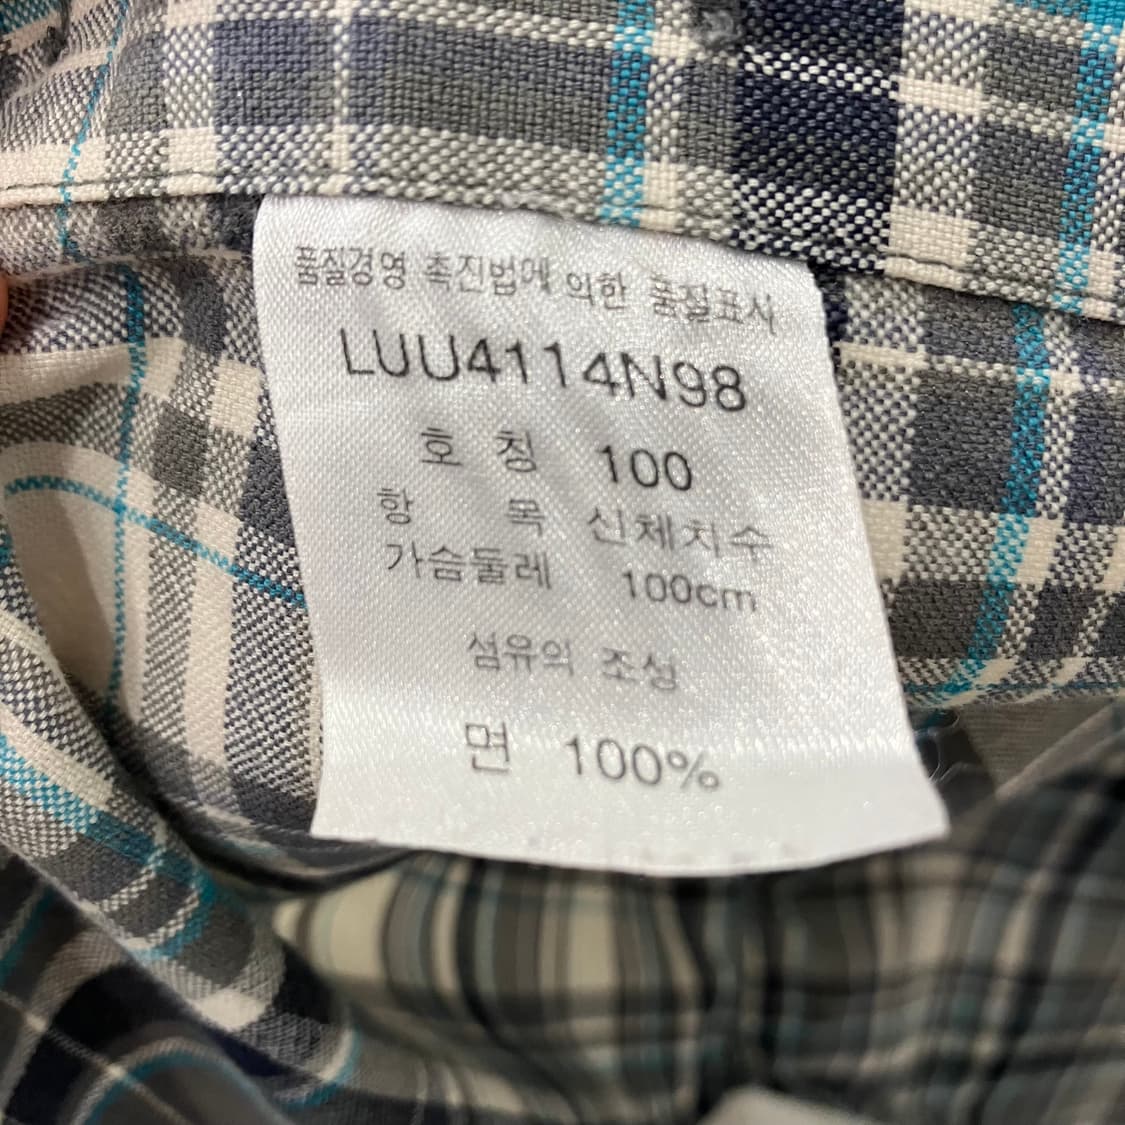 품질경영 촉진법에 의한 품질표시
LUU4114N98
호 칭 100
항 목 신체치수
가슴둘레 100cm
섬유의 조성
면 100%